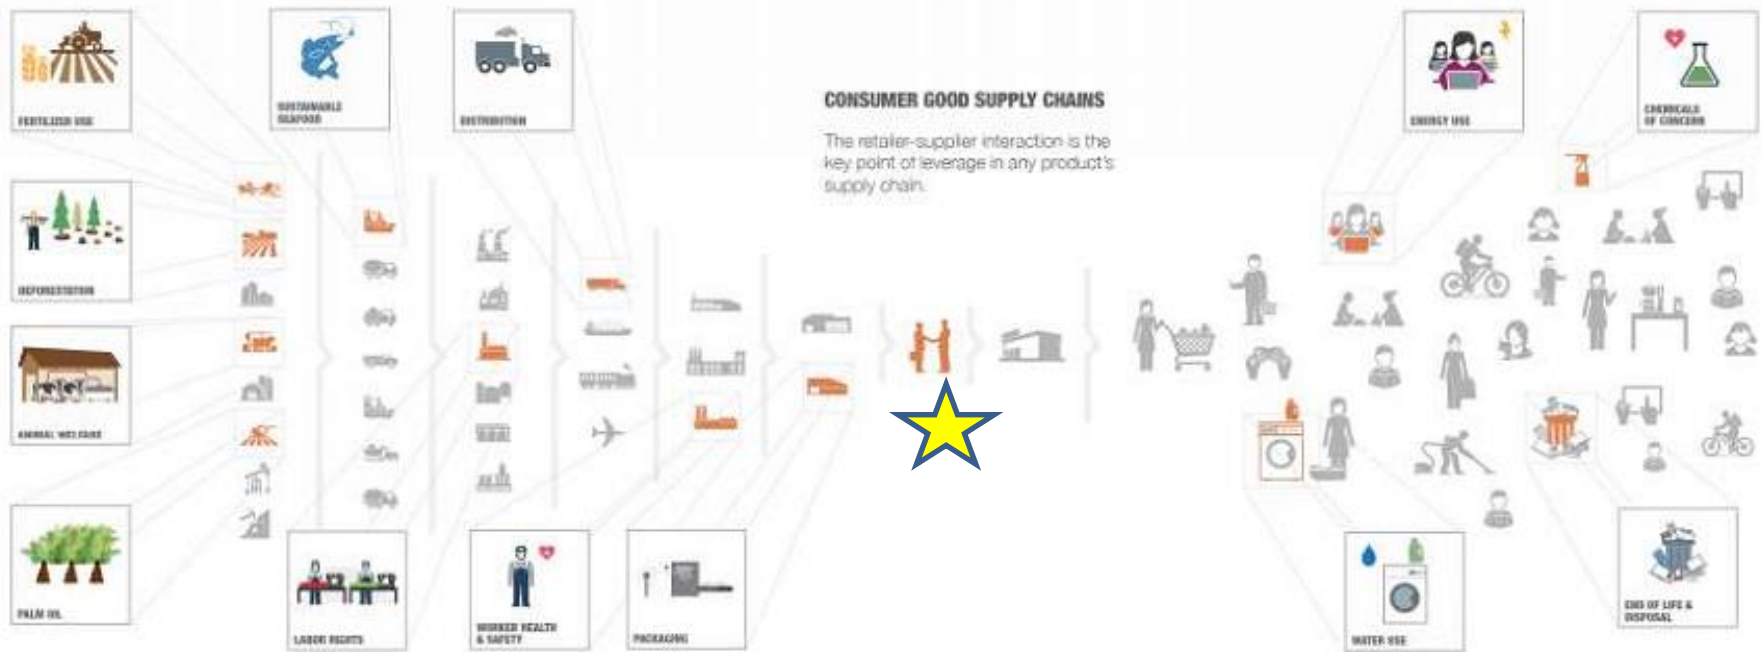 FERTILIZER USE
SUSTAINABLE
SEAFOOD
DISTRIBUTION
CONSUMER GOOD SUPPLY CHAINS
The retailer-supplier interaction is the
key point of leverage in any product's
supply chain.
ENERGY USE
CHEMICALS
OF CONCERN
DEFORESTATION
ANIMAL WELFARE
PALM OIL
LABOR RIGHTS
WORKER HEALTH
& SAFETY
PACKAGING
WATER USE
END OF LIFE &
DISPOSAL